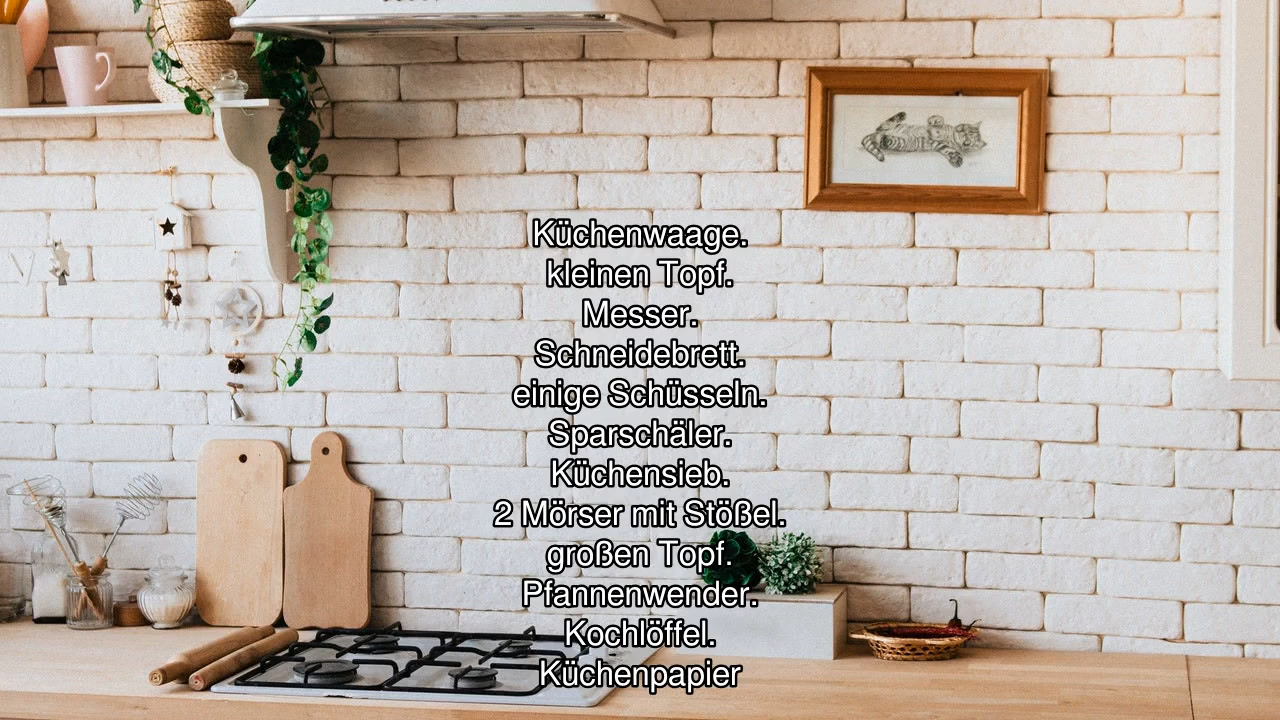 Küchenwaage.
kleinen Topf.
Messer.
Schneidebrett.
einige Schüsseln.
Sparschäler.
Küchensieb.
2 Mörser mit Stößel.
großen Topf.
Pfannenwender.
Kochlöffel.
Küchenpapier